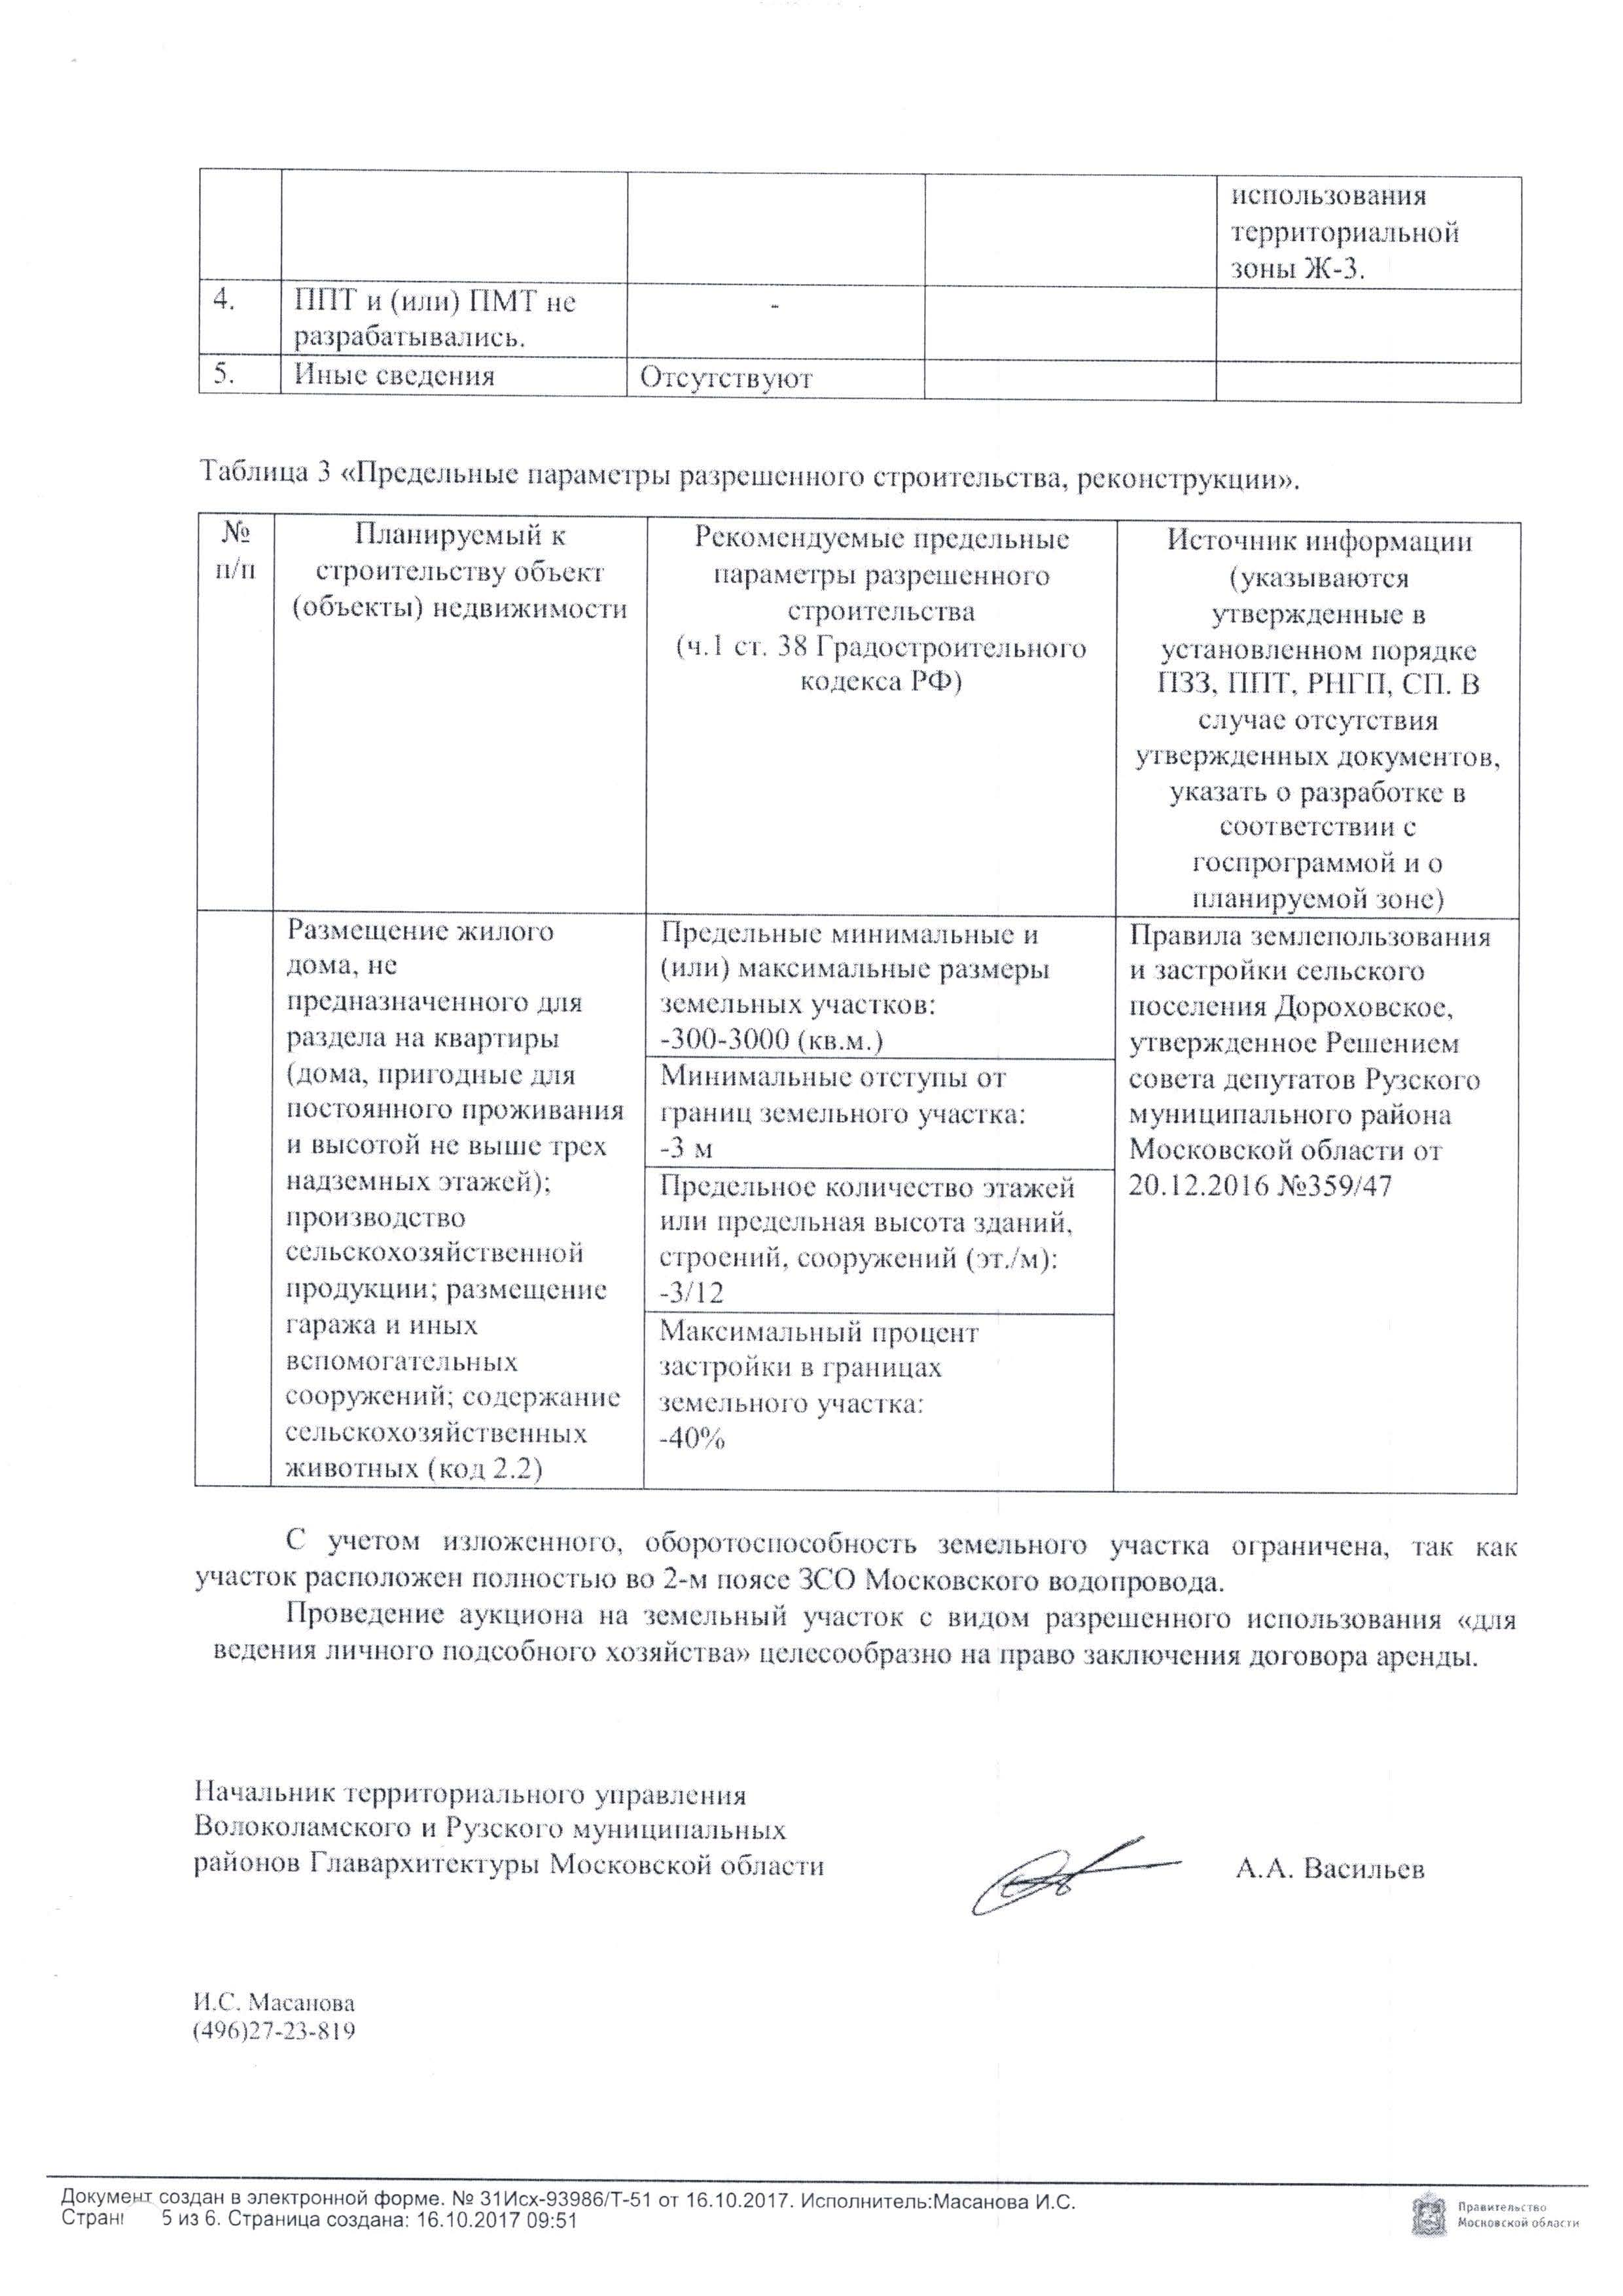 использования
территориальной
зоны Ж-3.
4.
ППТ и (или) ПМТ не
разрабатывались.
-
5.
Иные сведения
Отсутствуют
Таблица 3 «Предельные параметры разрешенного строительства, реконструкции».
№
п/п
Планируемый к
строительству объект
(объекты) недвижимости
Рекомендуемые предельные
параметры разрешенного
строительства
(ч.1 ст. 38 Градостроительного
кодекса РФ)
Источник информации
(указываются
утвержденные в
установленном порядке
ПЗЗ, ППТ, РНГП, СП. В
случае отсутствия
утвержденных документов,
указать о разработке в
соответствии с
госпрограммой и о
планируемой зоне)
Размещение жилого
дома, не
предназначенного для
раздела на квартиры
(дома, пригодные для
постоянного проживания
и высотой не выше трех
надземных этажей);
производство
сельскохозяйственной
продукции; размещение
гаража и иных
вспомогательных
сооружений; содержание
сельскохозяйственных
животных (код 2.2)
Предельные минимальные и
(или) максимальные размеры
земельных участков:
-300-3000 (кв.м.)
Минимальные отступы от
границ земельного участка:
-3 м
Предельное количество этажей
или предельная высота зданий,
строений, сооружений (эт./м):
-3/12
Максимальный процент
застройки в границах
земельного участка:
-40%
Правила землепользования
и застройки сельского
поселения Дороховское,
утвержденное Решением
совета депутатов Рузского
муниципального района
Московской области от
20.12.2016 №359/47
С учетом изложенного, оборотоспособность земельного участка ограничена, так как
участок расположен полностью во 2-м поясе ЗСО Московского водопровода.
Проведение аукциона на земельный участок с видом разрешенного использования «для
ведения личного подсобного хозяйства» целесообразно на право заключения договора аренды.
Начальник территориального управления
Волоколамского и Рузского муниципальных
районов Главархитектуры Московской области
А.А. Васильев
И.С. Масанова
(496)27-23-819
Документ создан в электронной форме. № 31Исх-93986/Т-51 от 16.10.2017. Исполнитель:Масанова И.С.
5 из 6. Страница создана: 16.10.2017 09:51
Правительство
Московской области